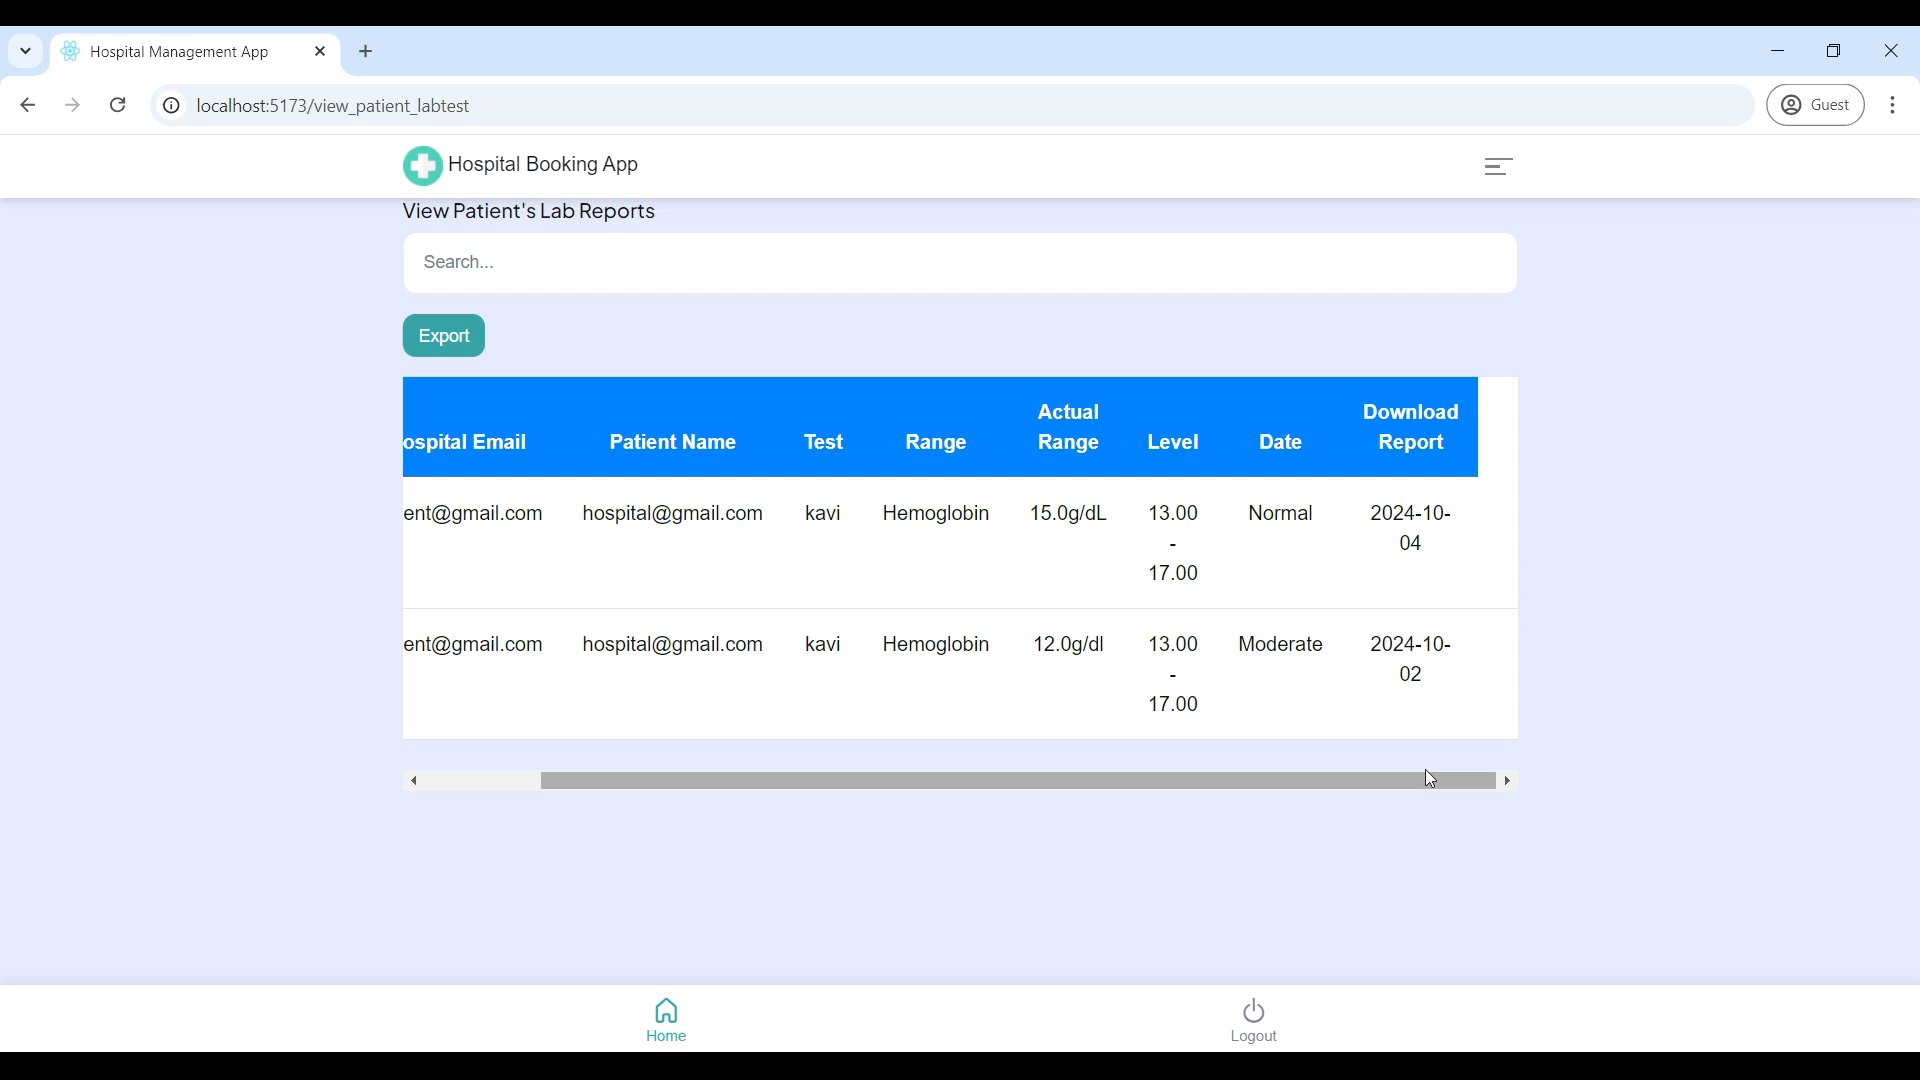 Hospital Management App
localhost:5173/view_patient_labtest
Guest
Hospital Booking App
View Patient's Lab Reports
Search...
Export
ospital Email Patient Name Test Range Actual Range Level Date Download Report
ent@gmail.com hospital@gmail.com kavi Hemoglobin 15.0g/dL 13.00 - 17.00 Normal 2024-10-04
ent@gmail.com hospital@gmail.com kavi Hemoglobin 12.0g/dl 13.00 - 17.00 Moderate 2024-10-02
Home
Logout